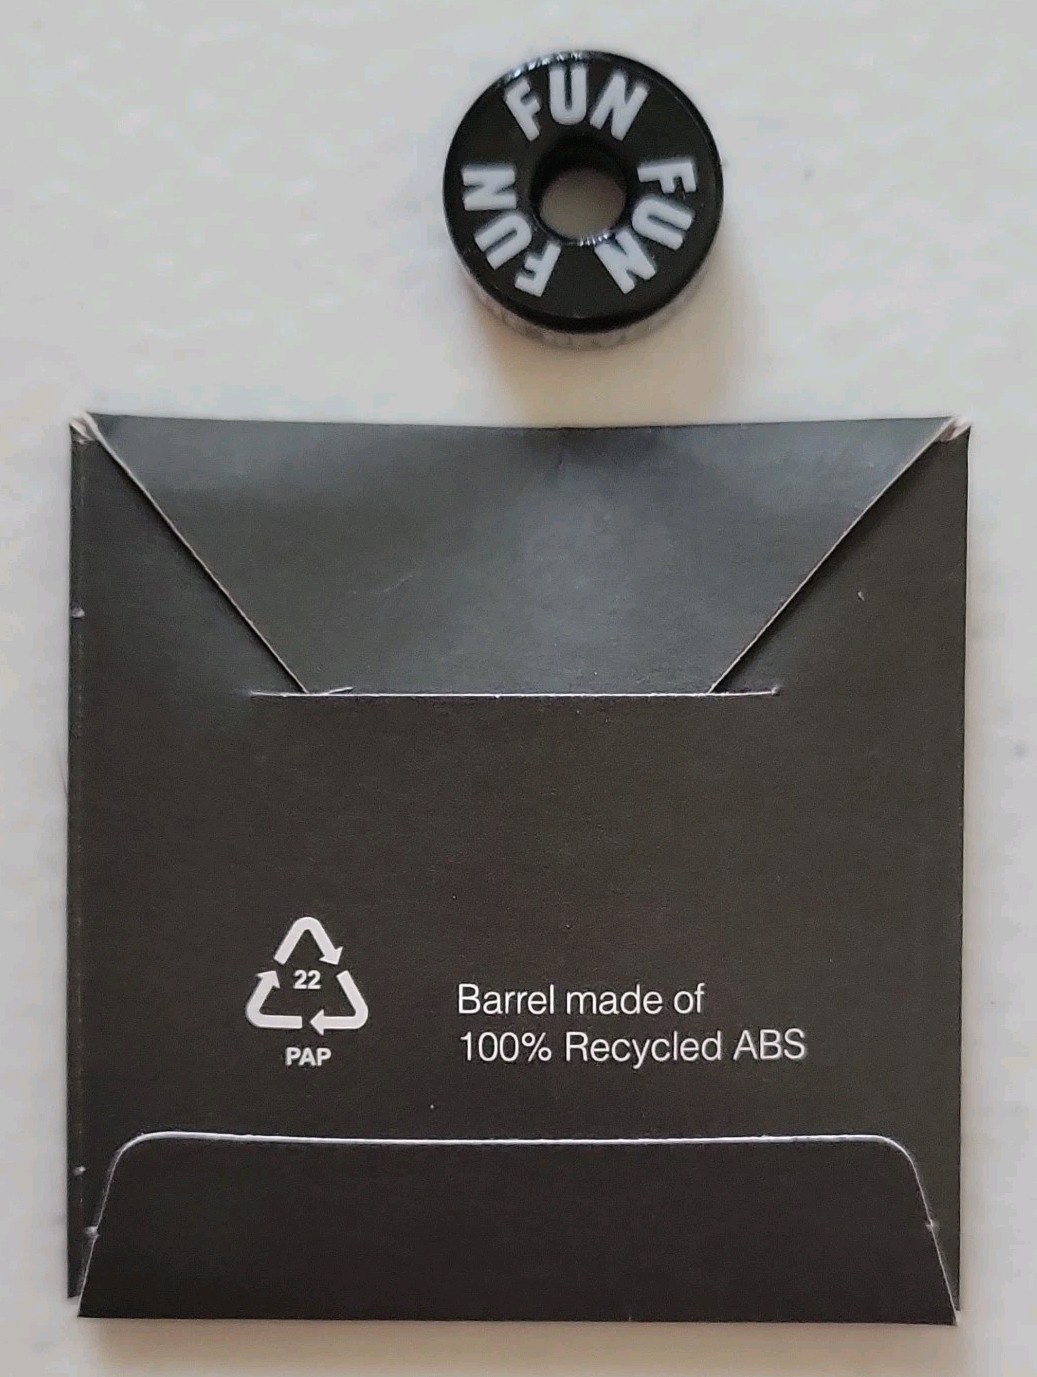 FUN FUN FUN
22
PAP
Barrel made of
100% Recycled ABS